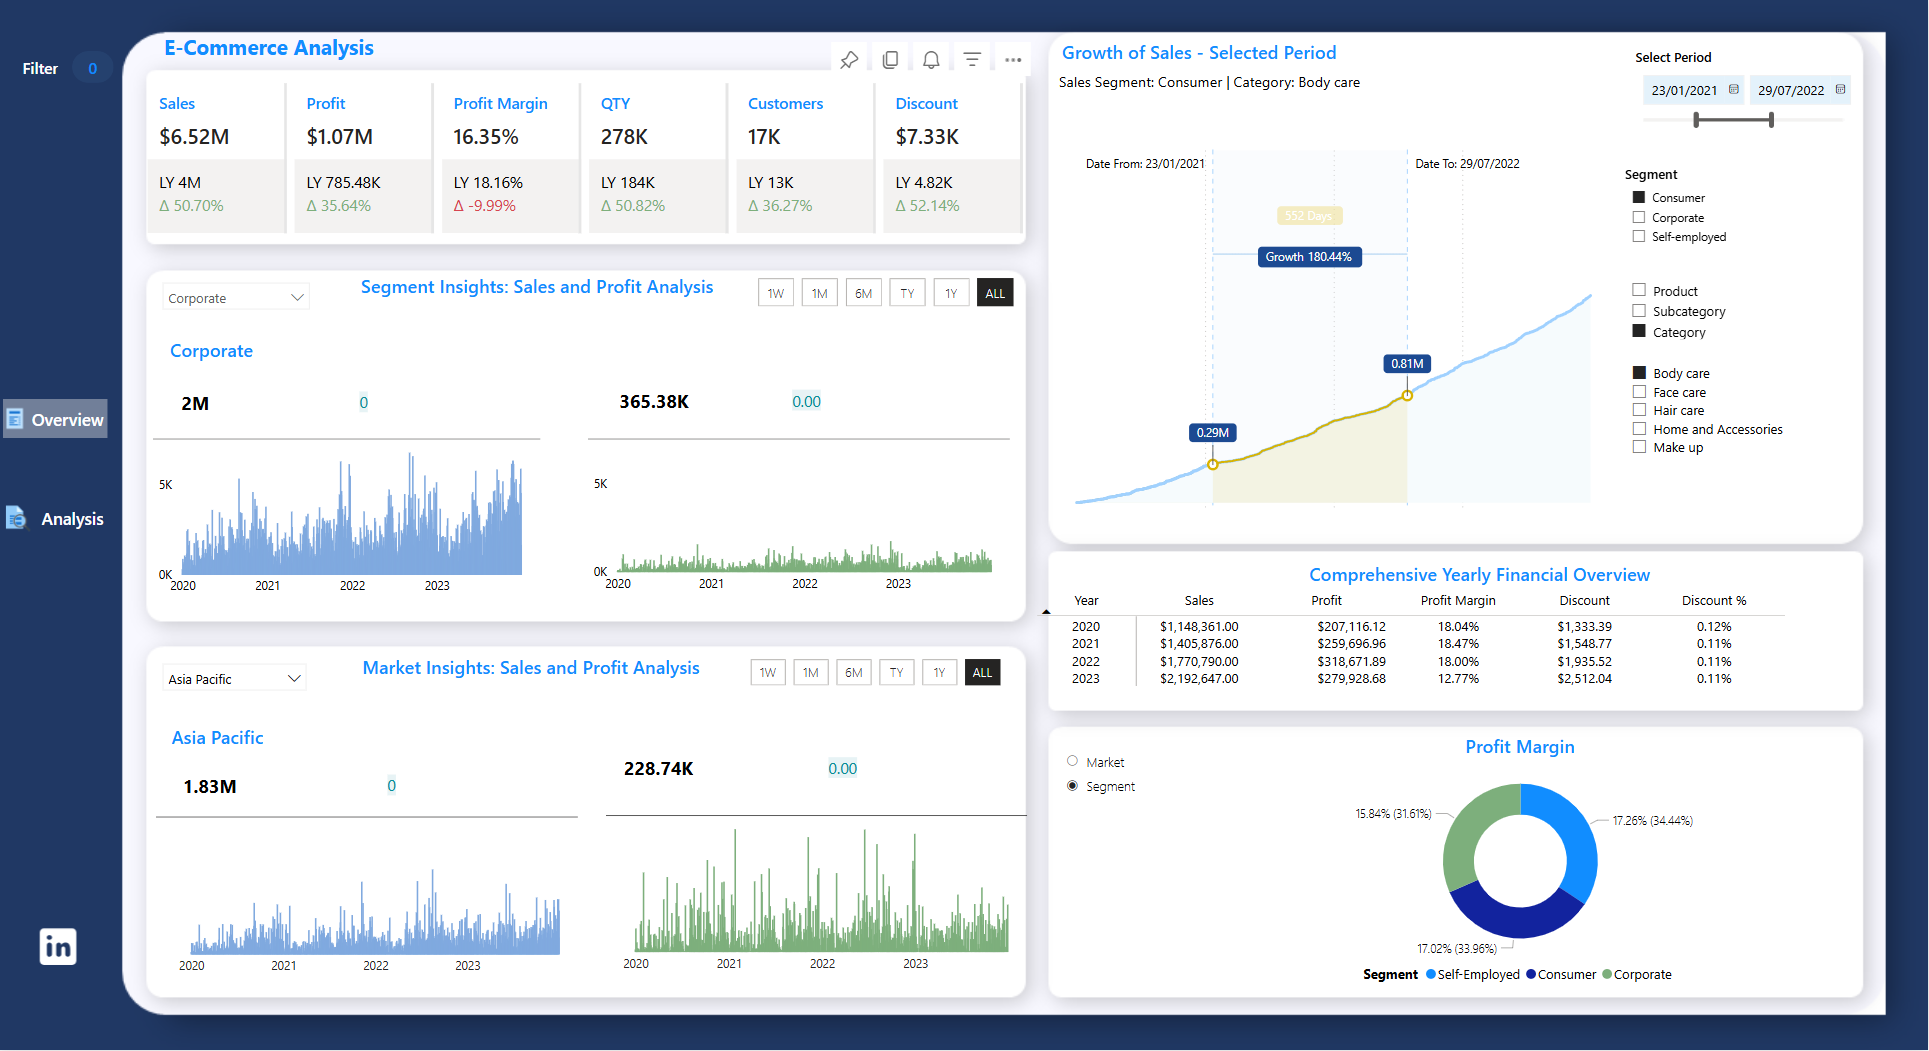 Filter 0
Overview
Analysis
in
E-Commerce Analysis
Sales Profit Profit Margin QTY Customers Discount
$6.52M $1.07M 16.35% 278K 17K $7.33K
LY 4M LY 785.48K LY 18.16% LY 184K LY 13K LY 4.82K
Δ 50.70% Δ 35.64% Δ -9.99% Δ 50.82% Δ 36.27% Δ 52.14%
Corporate
Segment Insights: Sales and Profit Analysis
1W 1M 6M TY 1Y ALL
Corporate
2M 0 365.38K 0.00
5K
0K
2020 2021 2022 2023
5K
0K
2020 2021 2022 2023
Asia Pacific
Market Insights: Sales and Profit Analysis
1W 1M 6M TY 1Y ALL
Asia Pacific
1.83M 0 228.74K 0.00
2020 2021 2022 2023
2020 2021 2022 2023
Growth of Sales - Selected Period
Sales Segment: Consumer | Category: Body care
Select Period
23/01/2021 29/07/2022
Date From: 23/01/2021 Date To: 29/07/2022
552 Days
Growth 180.44%
0.81M
0.29M
Segment
Consumer
Corporate
Self-employed
Product
Subcategory
Category
Body care
Face care
Hair care
Home and Accessories
Make up
Comprehensive Yearly Financial Overview
Year Sales Profit Profit Margin Discount Discount %
2020 $1,148,361.00 $207,116.12 18.04% $1,333.39 0.12%
2021 $1,405,876.00 $259,696.96 18.47% $1,548.77 0.11%
2022 $1,770,790.00 $318,671.89 18.00% $1,935.52 0.11%
2023 $2,192,647.00 $279,928.68 12.77% $2,512.04 0.11%
Profit Margin
Market
Segment
15.84% (31.61%)
17.26% (34.44%)
17.02% (33.96%)
Segment Self-Employed Consumer Corporate